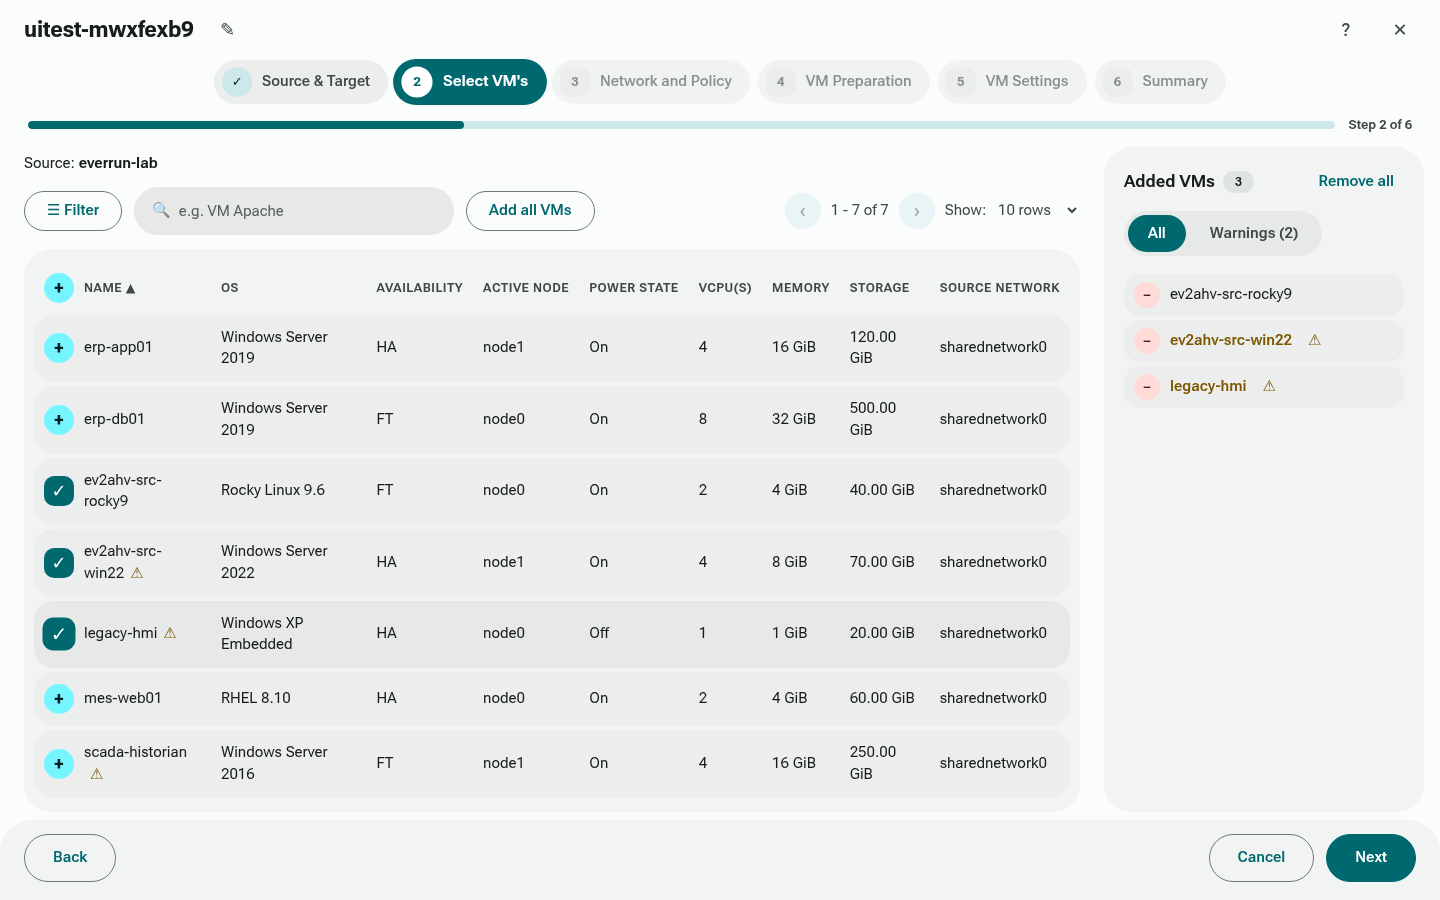 uitest-mwxfexb9 ✎ ? ✕
✓ Source & Target 2 Select VM's 3 Network and Policy 4 VM Preparation 5 VM Settings 6 Summary
Step 2 of 6
Source: everrun-lab
☰ Filter 🔍 e.g. VM Apache Add all VMs ‹ 1 - 7 of 7 › Show: 10 rows
+ NAME ▲ OS AVAILABILITY ACTIVE NODE POWER STATE VCPU(S) MEMORY STORAGE SOURCE NETWORK
+ erp-app01 Windows Server 2019 HA node1 On 4 16 GiB 120.00 GiB sharednetwork0
+ erp-db01 Windows Server 2019 FT node0 On 8 32 GiB 500.00 GiB sharednetwork0
✓ ev2ahv-src-rocky9 Rocky Linux 9.6 FT node0 On 2 4 GiB 40.00 GiB sharednetwork0
✓ ev2ahv-src-win22 ⚠ Windows Server 2022 HA node1 On 4 8 GiB 70.00 GiB sharednetwork0
✓ legacy-hmi ⚠ Windows XP Embedded HA node0 Off 1 1 GiB 20.00 GiB sharednetwork0
+ mes-web01 RHEL 8.10 HA node0 On 2 4 GiB 60.00 GiB sharednetwork0
+ scada-historian ⚠ Windows Server 2016 FT node1 On 4 16 GiB 250.00 GiB sharednetwork0
Added VMs 3 Remove all
All Warnings (2)
− ev2ahv-src-rocky9
− ev2ahv-src-win22 ⚠
− legacy-hmi ⚠
Back Cancel Next